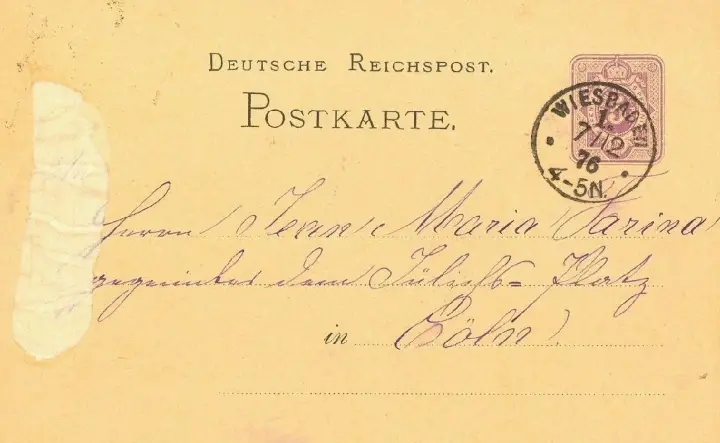 DEUTSCHE REICHSPOST.
POSTKARTE.
WIESBADEN
1.
7 12
76
4-5N.
Herrn Jean Maria Farina
gegenüber dem Jülichs-Platz
in Cöln.